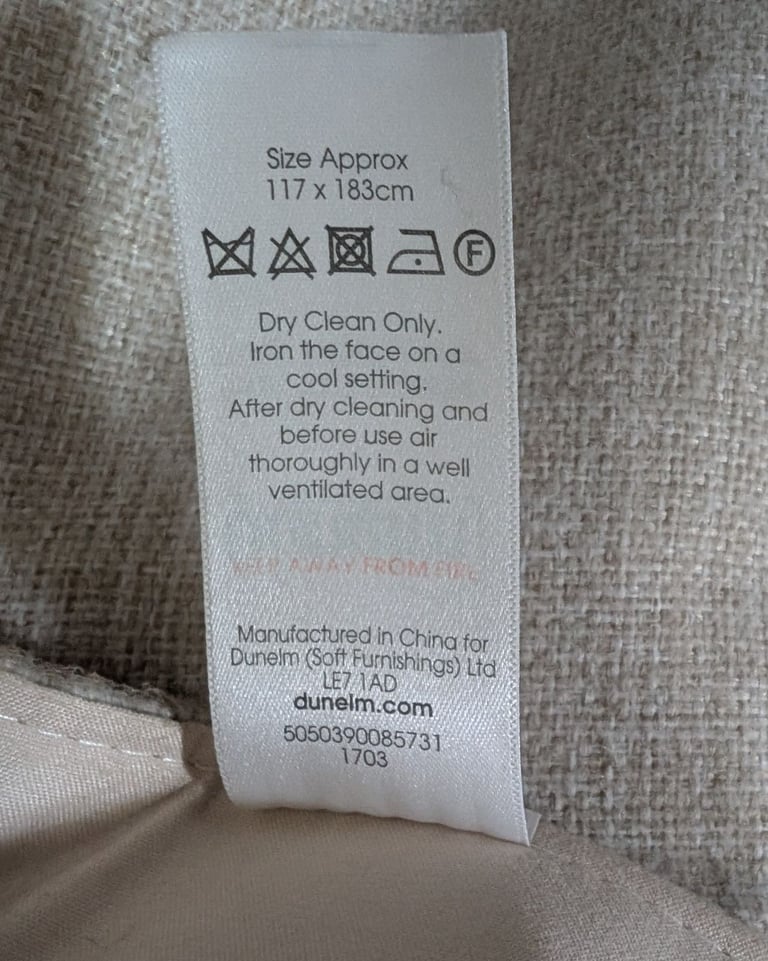 Size Approx
117 x 183cm
F
Dry Clean Only.
Iron the face on a
cool setting.
After dry cleaning and
before use air
thoroughly in a well
ventilated area.
KEEP AWAY FROM FIRE
Manufactured in China for
Dunelm (Soft Furnishings) Ltd
LE7 1AD
dunelm.com
5050390085731
1703